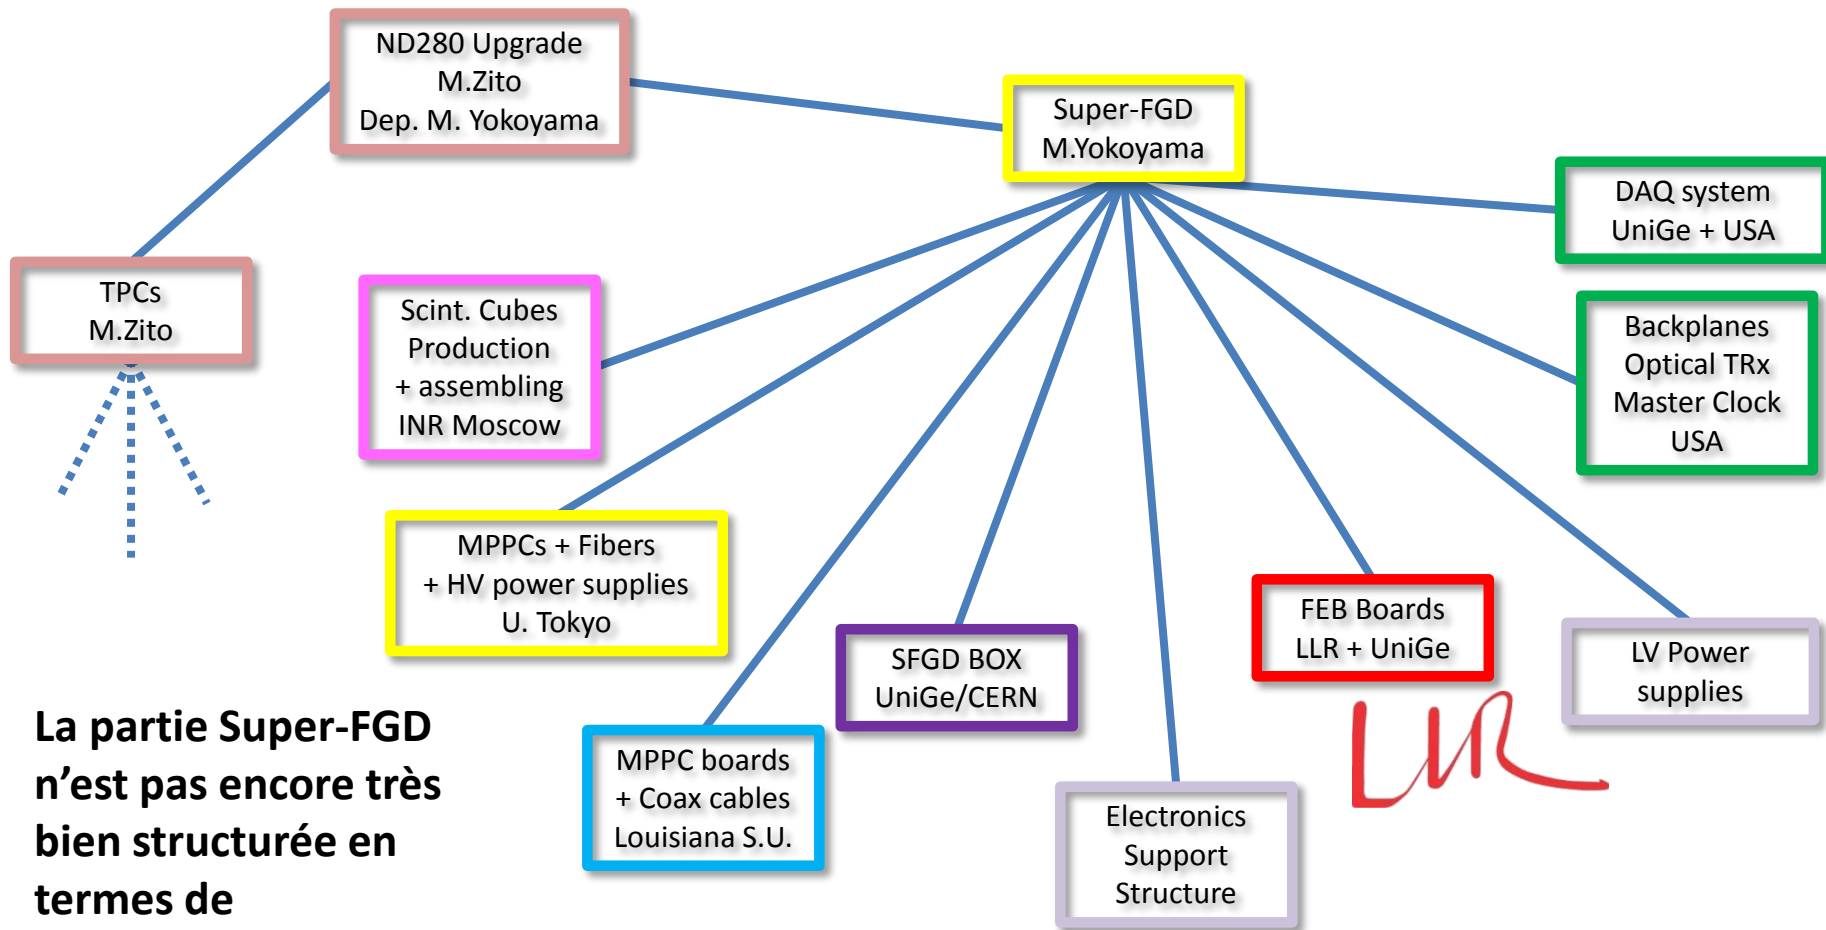 ND280 Upgrade
M.Zito
Dep. M. Yokoyama
Super-FGD
M.Yokoyama
DAQ system
UniGe + USA
TPCs
M.Zito
Scint. Cubes
Production
+ assembling
INR Moscow
Backplanes
Optical TRx
Master Clock
USA
MPPCs + Fibers
+ HV power supplies
U. Tokyo
SFGD BOX
UniGe/CERN
FEB Boards
LLR + UniGe
LV Power
supplies
LLR
MPPC boards
+ Coax cables
Louisiana S.U.
Electronics
Support
Structure
La partie Super-FGD
n’est pas encore très
bien structurée en
termes de